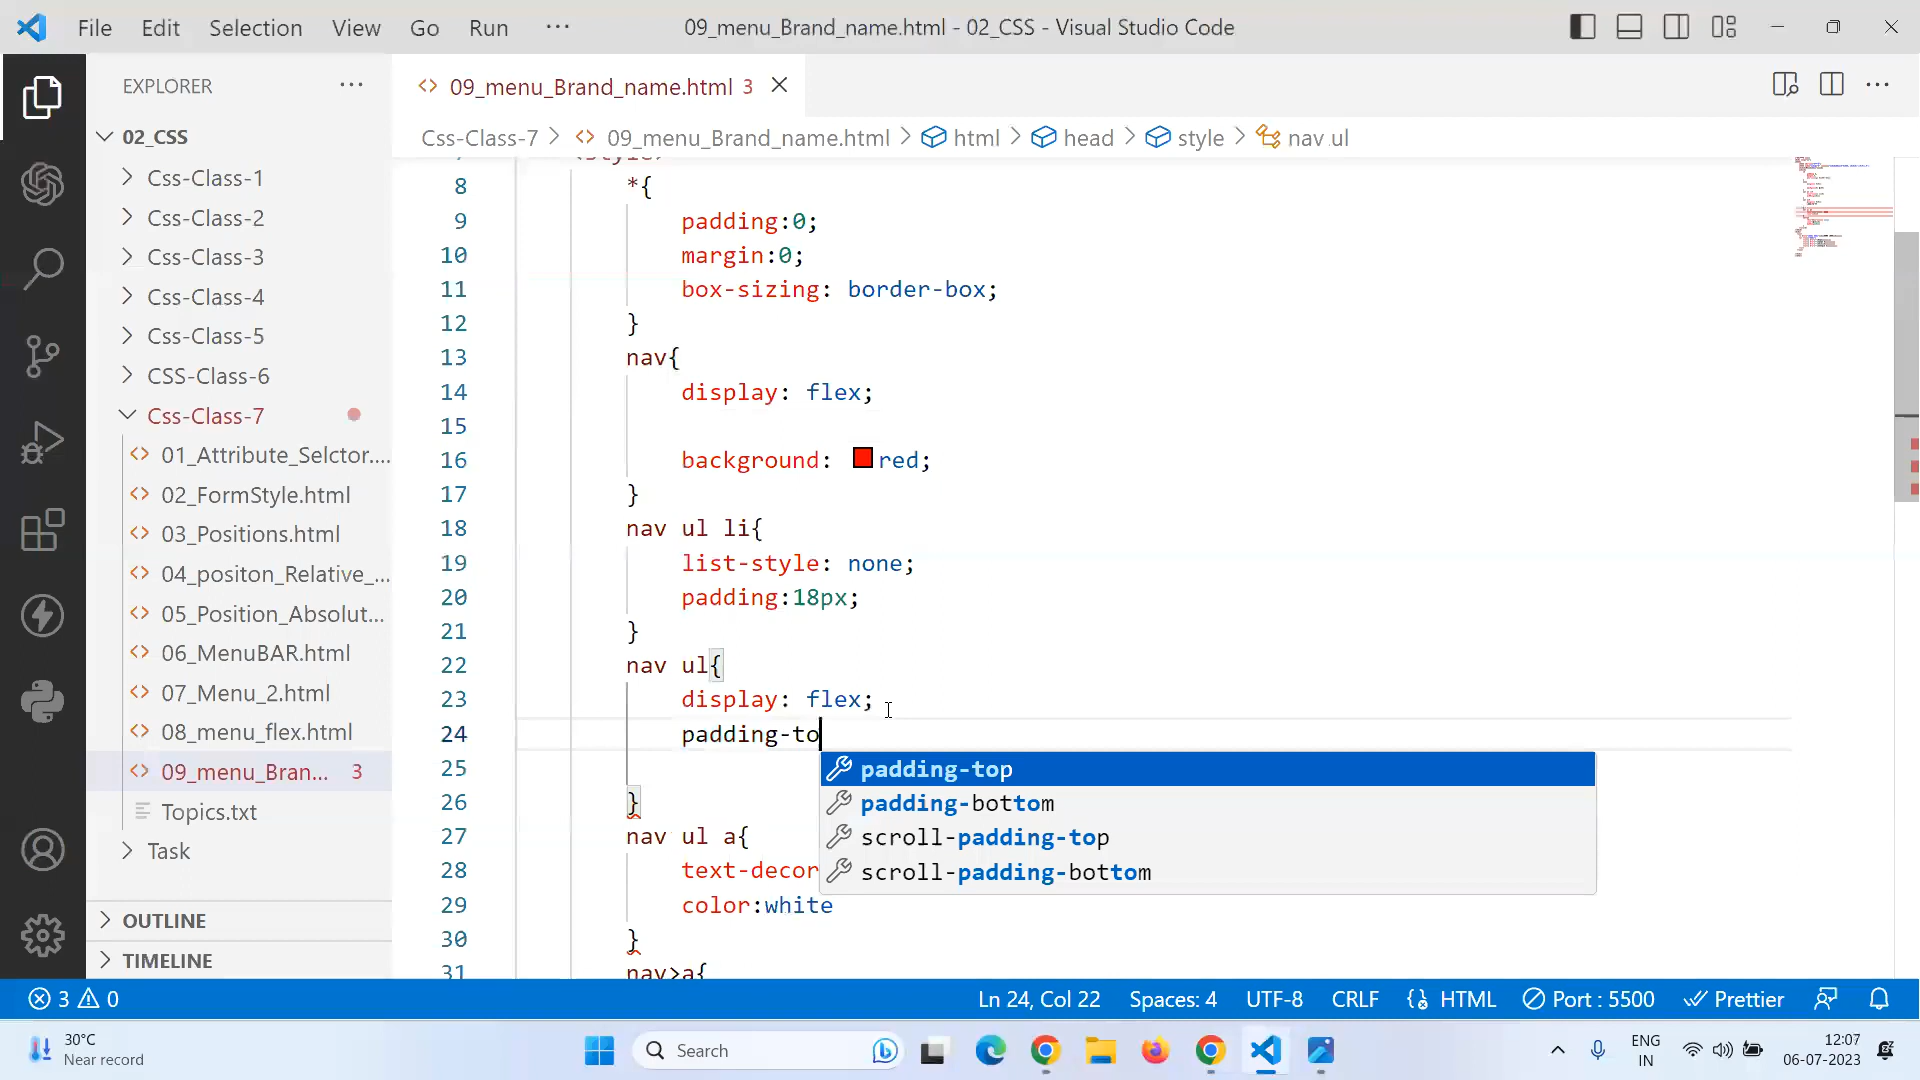 File Edit Selection View Go Run ··· 09_menu_Brand_name.html - 02_CSS - Visual Studio Code
EXPLORER ···
09_menu_Brand_name.html 3
02_CSS
Css-Class-7 > 09_menu_Brand_name.html > html > head > style > nav ul
Css-Class-1
Css-Class-2
Css-Class-3
Css-Class-4
Css-Class-5
CSS-Class-6
Css-Class-7
01_Attribute_Selctor....
02_FormStyle.html
03_Positions.html
04_positon_Relative_...
05_Position_Absolut...
06_MenuBAR.html
07_Menu_2.html
08_menu_flex.html
09_menu_Bran... 3
Topics.txt
Task
OUTLINE
TIMELINE
<style>
8 *{
9 padding:0;
10 margin:0;
11 box-sizing: border-box;
12 }
13 nav{
14 display: flex;
15
16 background: red;
17 }
18 nav ul li{
19 list-style: none;
20 padding:18px;
21 }
22 nav ul{
23 display: flex;
24 padding-to
25
26 }
27 nav ul a{
28 text-decor
29 color:white
30 }
31 nav>a{
padding-top
padding-bottom
scroll-padding-top
scroll-padding-bottom
3 0 Ln 24, Col 22 Spaces: 4 UTF-8 CRLF HTML Port : 5500 Prettier
30°C
Near record
Search
ENG
IN
12:07
06-07-2023